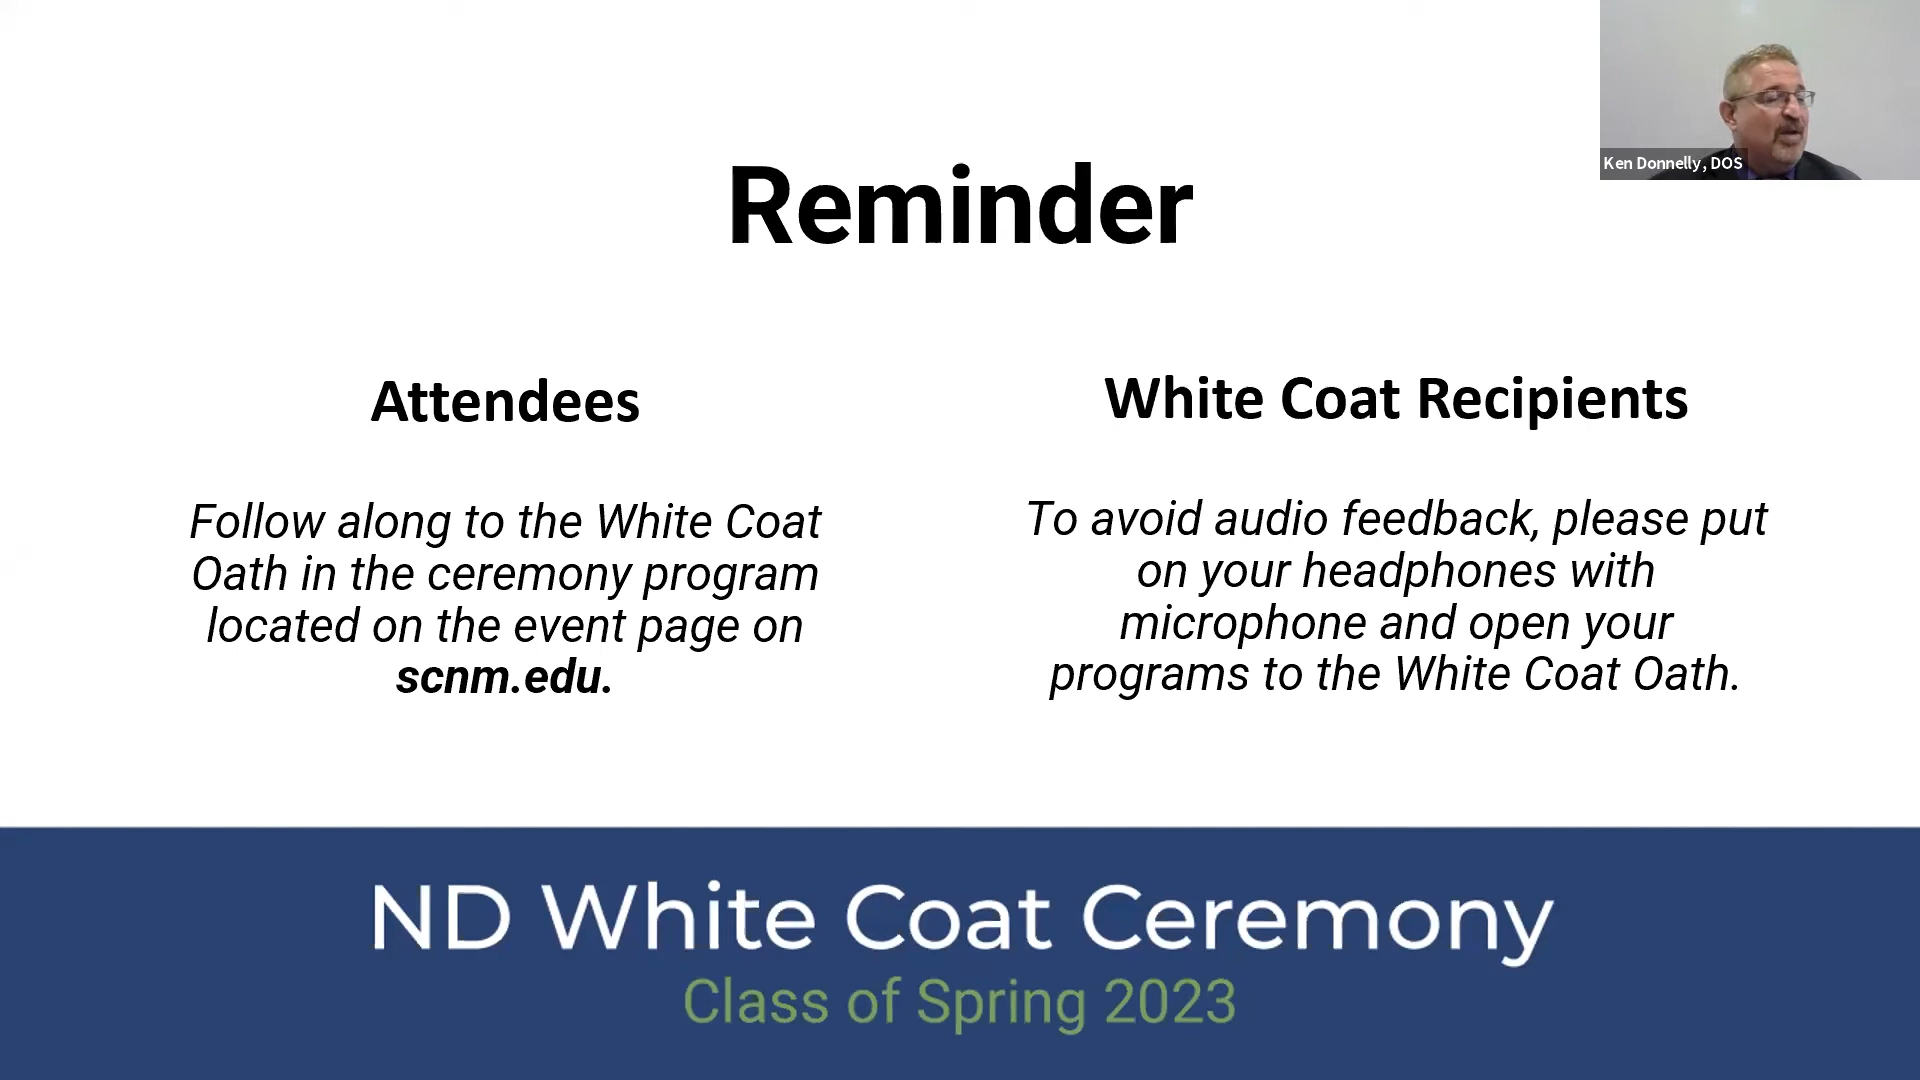 Ken Donnelly, DOS
Reminder
Attendees
Follow along to the White Coat
Oath in the ceremony program
located on the event page on
scnm.edu.
White Coat Recipients
To avoid audio feedback, please put
on your headphones with
microphone and open your
programs to the White Coat Oath.
ND White Coat Ceremony
Class of Spring 2023